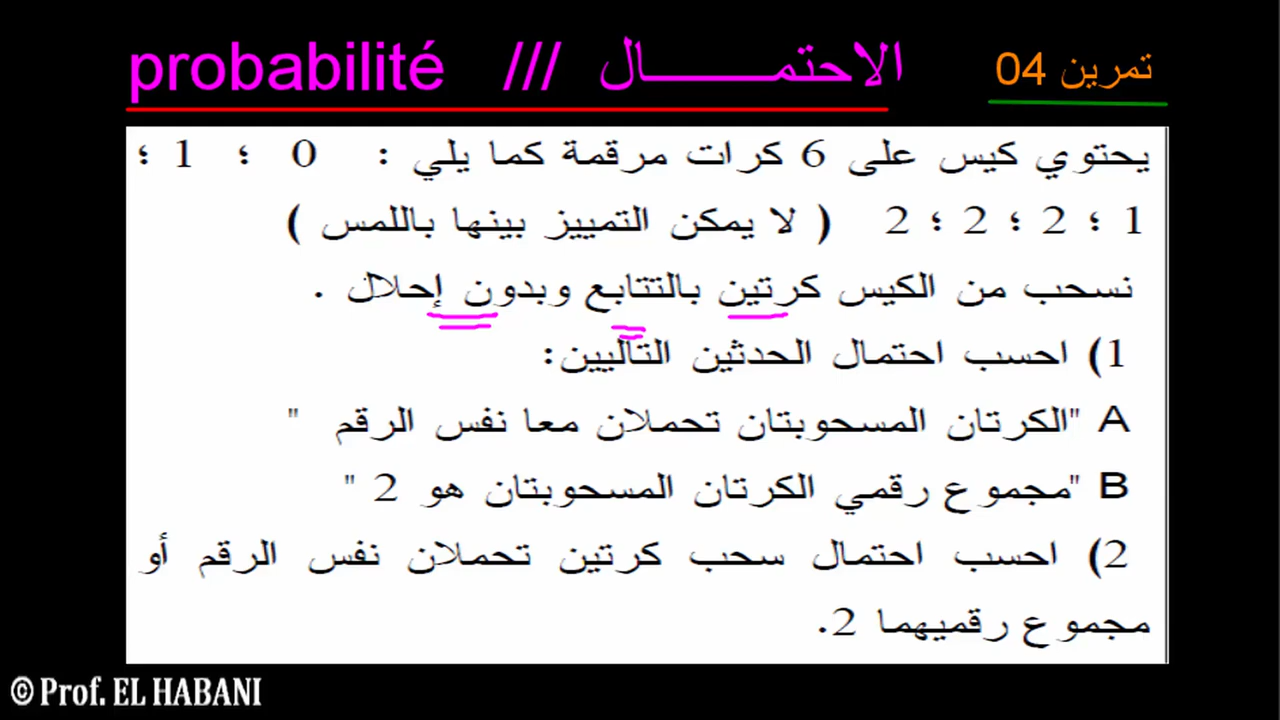 probabilité /// الاحتمـــــــال تمرين 04
يحتوي كيس على 6 كرات مرقمة كما يلي : 0 ؛ 1 ؛
1 ؛ 2 ؛ 2 ؛ 2 ( لا يمكن التمييز بينها باللمس )
نسحب من الكيس كرتين بالتتابع وبدون إحلال .
1) احسب احتمال الحدثين التاليين:
A "الكرتان المسحوبتان تحملان معا نفس الرقم "
B "مجموع رقمي الكرتان المسحوبتان هو 2 "
2) احسب احتمال سحب كرتين تحملان نفس الرقم أو
مجموع رقميهما 2.
© Prof. EL HABANI